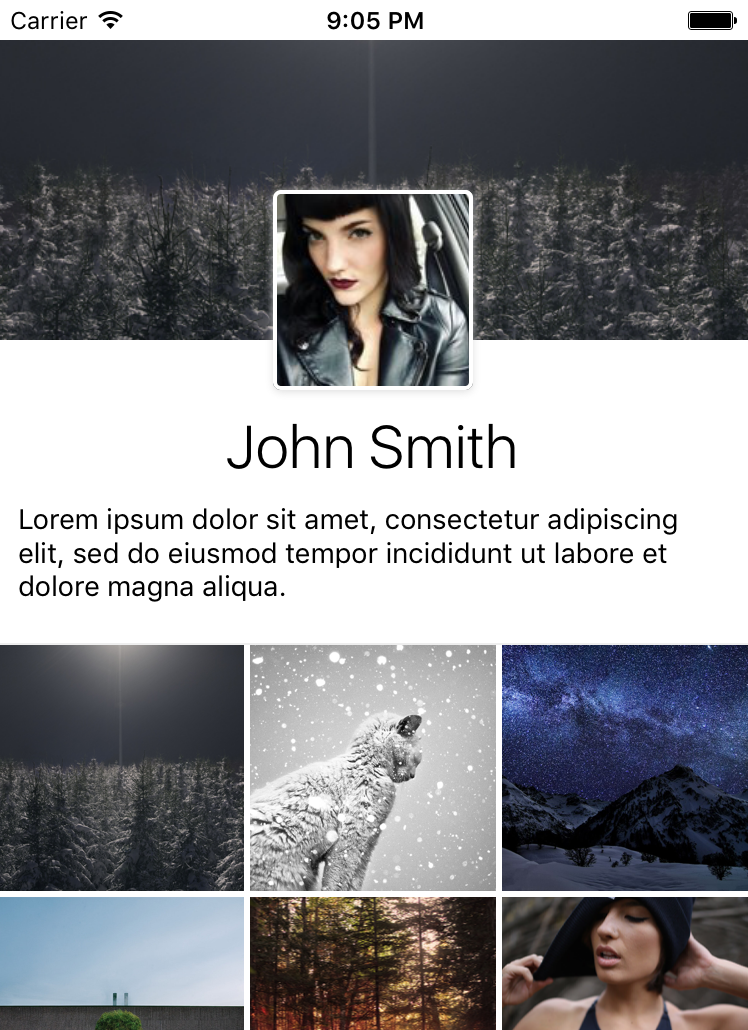 Carrier 9:05 PM
John Smith
Lorem ipsum dolor sit amet, consectetur adipiscing
elit, sed do eiusmod tempor incididunt ut labore et
dolore magna aliqua.